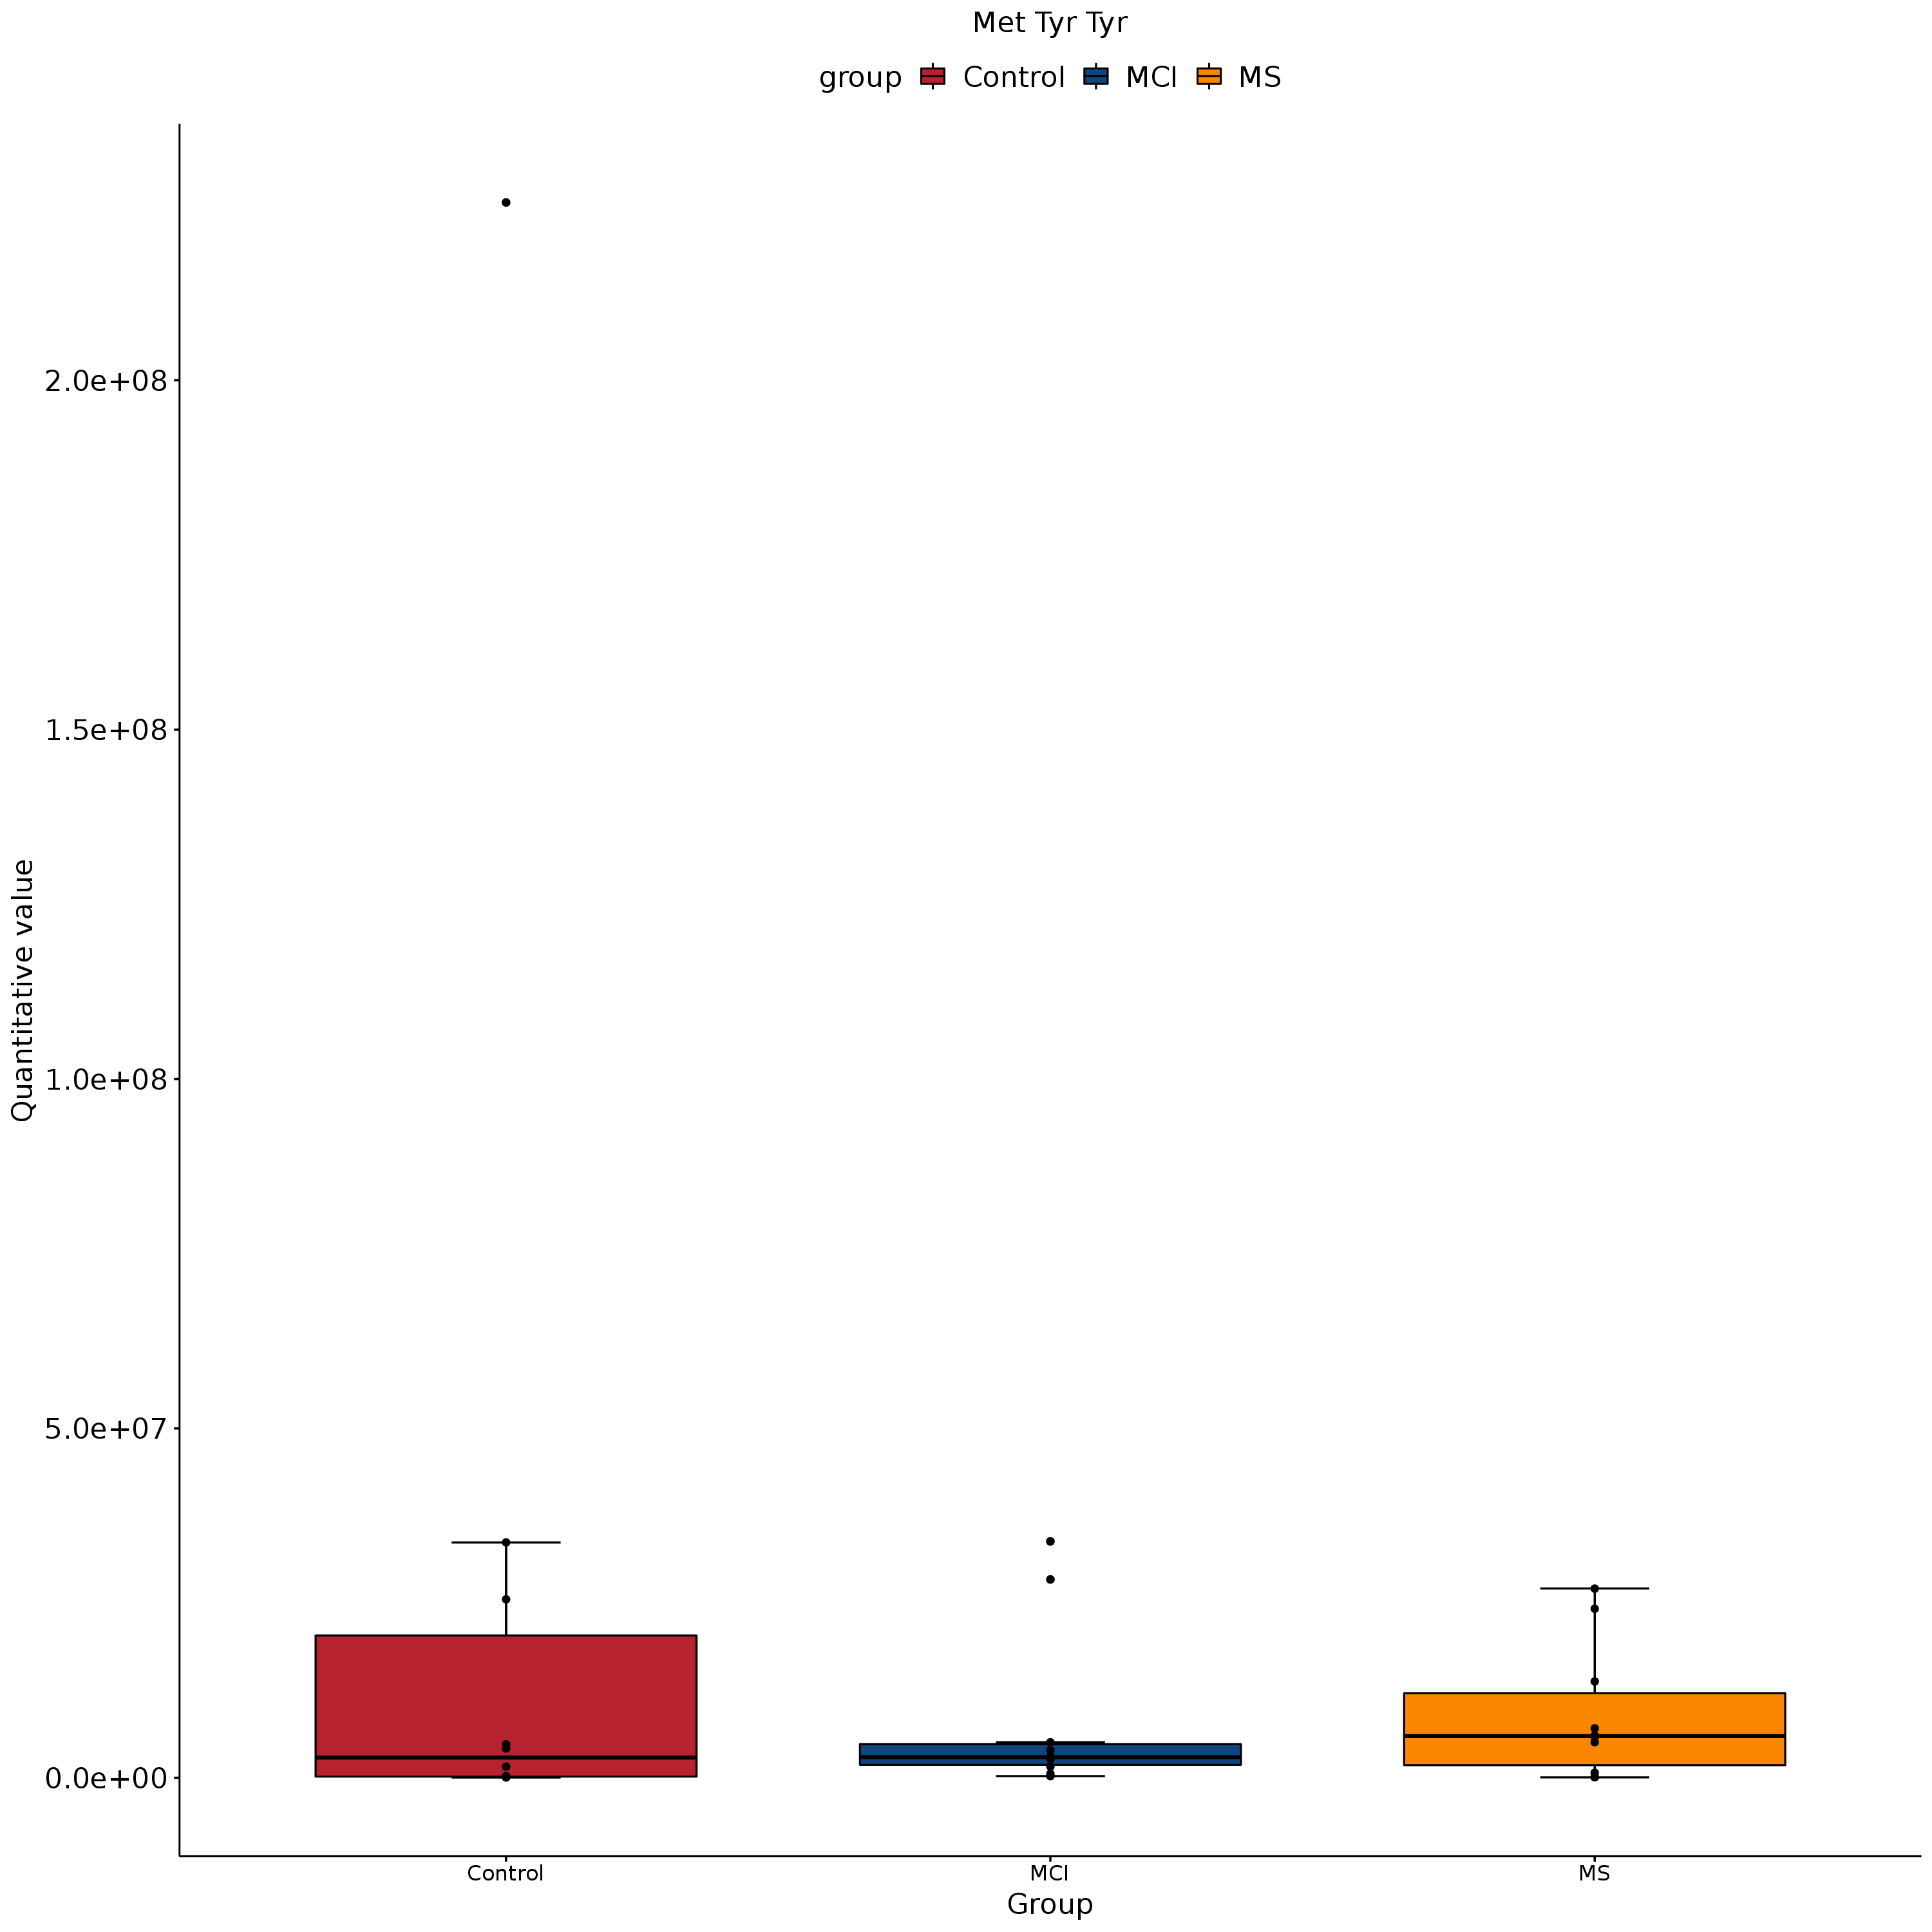 Met Tyr Tyr
group Control MCI MS
2.0e+08
1.5e+08
1.0e+08
5.0e+07
0.0e+00
Quantitative value
Control MCI MS
Group